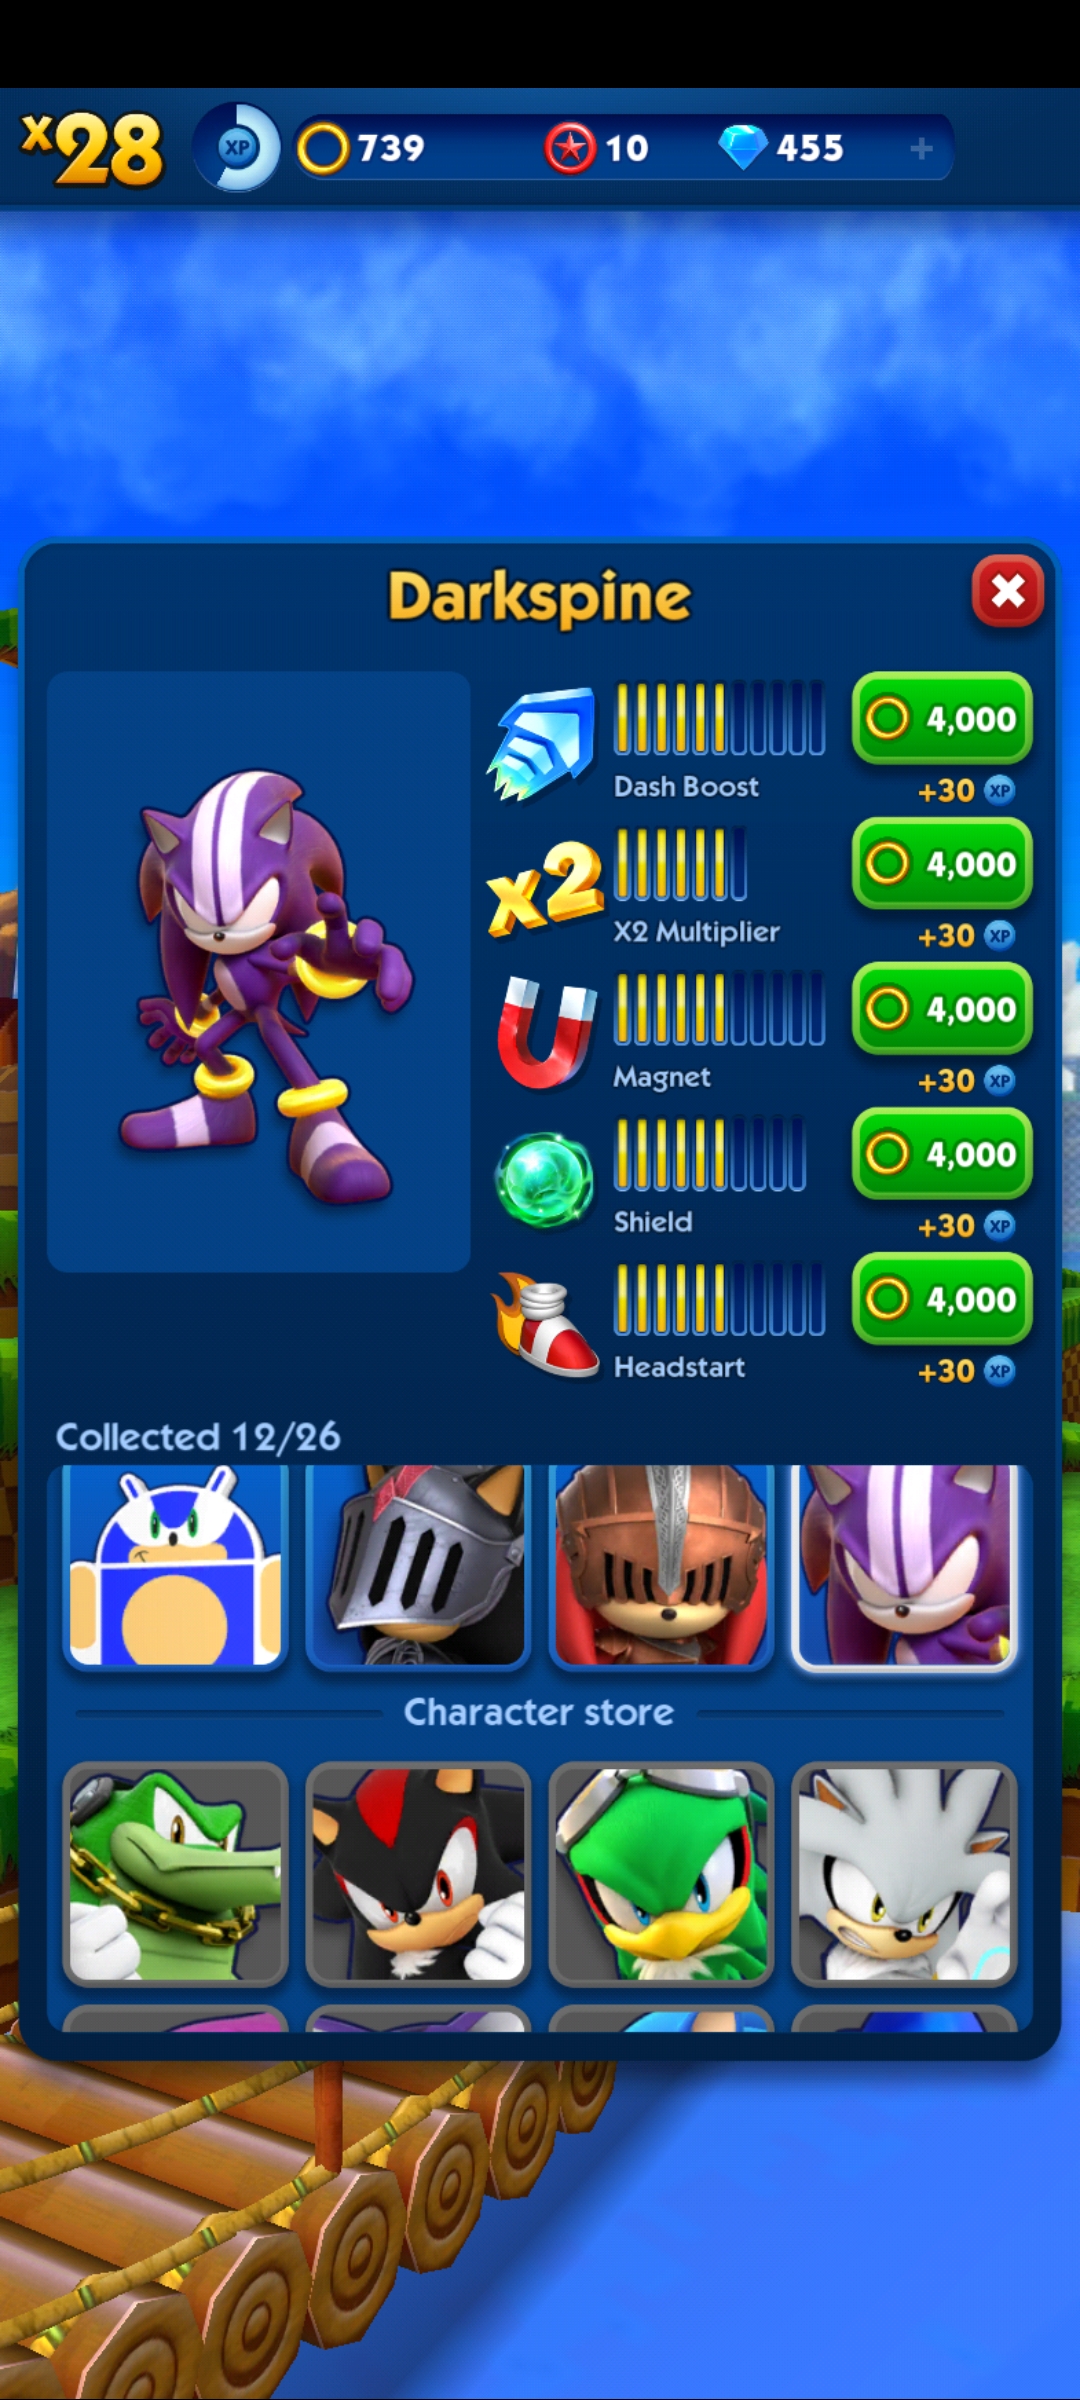 x28 XP 739 10 455 +
Darkspine
4,000
Dash Boost +30 XP
x2 4,000
X2 Multiplier +30 XP
4,000
Magnet +30 XP
4,000
Shield +30 XP
4,000
Headstart +30 XP
Collected 12/26
Character store